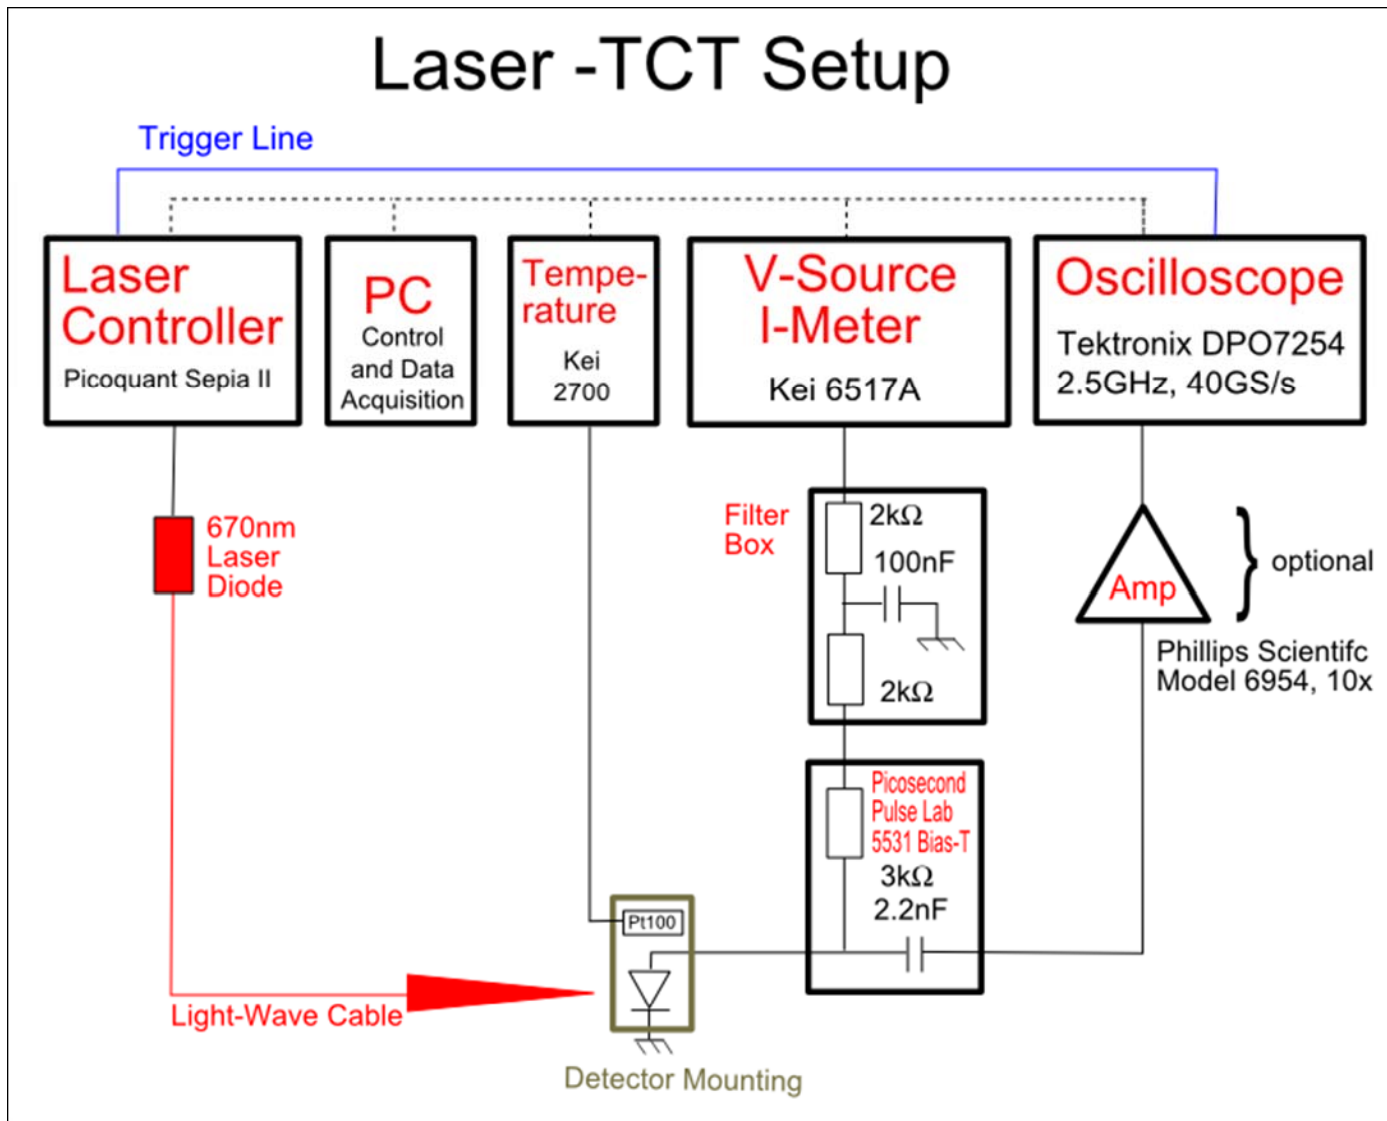 Laser -TCT Setup
Trigger Line
Laser
Controller
Picoquant Sepia II
PC
Control
and Data
Acquisition
Tempe-
rature
Kei
2700
V-Source
I-Meter
Kei 6517A
Oscilloscope
Tektronix DPO7254
2.5GHz, 40GS/s
670nm
Laser
Diode
Filter
Box
2kΩ
100nF
2kΩ
Amp
optional
Phillips Scientifc
Model 6954, 10x
Picosecond
Pulse Lab
5531 Bias-T
3kΩ
2.2nF
Pt100
Light-Wave Cable
Detector Mounting